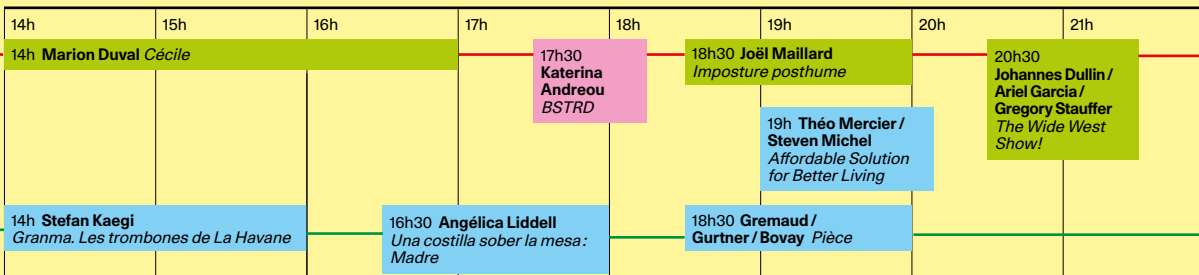 14h
15h
16h
17h
18h
19h
20h
21h
14h Marion Duval Cécile
17h30
Katerina
Andreou
BSTRD
18h30 Joël Maillard
Imposture posthume
20h30
Johannes Dullin /
Ariel Garcia /
Gregory Stauffer
The Wide West
Show!
19h Théo Mercier /
Steven Michel
Affordable Solution
for Better Living
14h Stefan Kaegi
Granma. Les trombones de La Havane
16h30 Angélica Liddell
Una costilla sober la mesa :
Madre
18h30 Gremaud /
Gurtner / Bovay Pièce